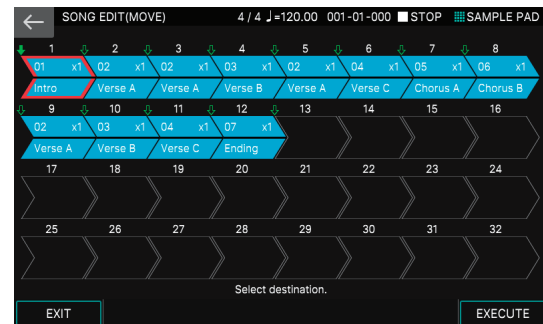 SONG EDIT(MOVE) 4 / 4 ♩=120.00 001-01-000 STOP SAMPLE PAD
1 2 3 4 5 6 7 8
01 x1 02 x1 02 x1 03 x1 02 x1 04 x1 05 x1 06 x1
Intro Verse A Verse A Verse B Verse A Verse C Chorus A Chorus B
9 10 11 12 13 14 15 16
02 x1 03 x1 04 x1 07 x1
Verse A Verse B Verse C Ending
17 18 19 20 21 22 23 24
25 26 27 28 29 30 31 32
Select destination.
EXIT EXECUTE